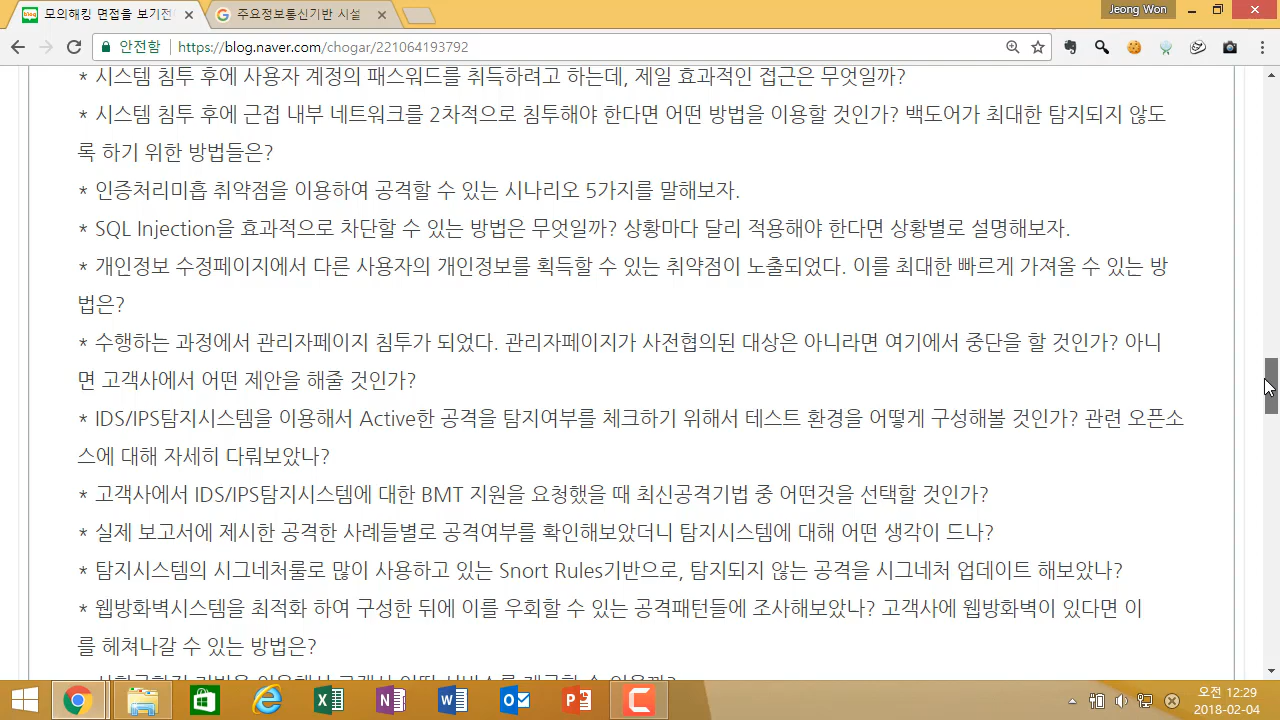 모의해킹 면접을 보기전에
주요정보통신기반 시설
Jeong Won
안전함
https://blog.naver.com/chogar/221064193792
* 시스템 침투 후에 사용자 계정의 패스워드를 취득하려고 하는데, 제일 효과적인 접근은 무엇일까?
* 시스템 침투 후에 근접 내부 네트워크를 2차적으로 침투해야 한다면 어떤 방법을 이용할 것인가? 백도어가 최대한 탐지되지 않도
록 하기 위한 방법들은?
* 인증처리미흡 취약점을 이용하여 공격할 수 있는 시나리오 5가지를 말해보자.
* SQL Injection을 효과적으로 차단할 수 있는 방법은 무엇일까? 상황마다 달리 적용해야 한다면 상황별로 설명해보자.
* 개인정보 수정페이지에서 다른 사용자의 개인정보를 획득할 수 있는 취약점이 노출되었다. 이를 최대한 빠르게 가져올 수 있는 방
법은?
* 수행하는 과정에서 관리자페이지 침투가 되었다. 관리자페이지가 사전협의된 대상은 아니라면 여기에서 중단을 할 것인가? 아니
면 고객사에서 어떤 제안을 해줄 것인가?
* IDS/IPS탐지시스템을 이용해서 Active한 공격을 탐지여부를 체크하기 위해서 테스트 환경을 어떻게 구성해볼 것인가? 관련 오픈소
스에 대해 자세히 다뤄보았나?
* 고객사에서 IDS/IPS탐지시스템에 대한 BMT 지원을 요청했을 때 최신공격기법 중 어떤것을 선택할 것인가?
* 실제 보고서에 제시한 공격한 사례들별로 공격여부를 확인해보았더니 탐지시스템에 대해 어떤 생각이 드나?
* 탐지시스템의 시그네처룰로 많이 사용하고 있는 Snort Rules기반으로, 탐지되지 않는 공격을 시그네처 업데이트 해보았나?
* 웹방화벽시스템을 최적화 하여 구성한 뒤에 이를 우회할 수 있는 공격패턴들에 조사해보았나? 고객사에 웹방화벽이 있다면 이
를 헤쳐나갈 수 있는 방법은?
오전 12:29
2018-02-04